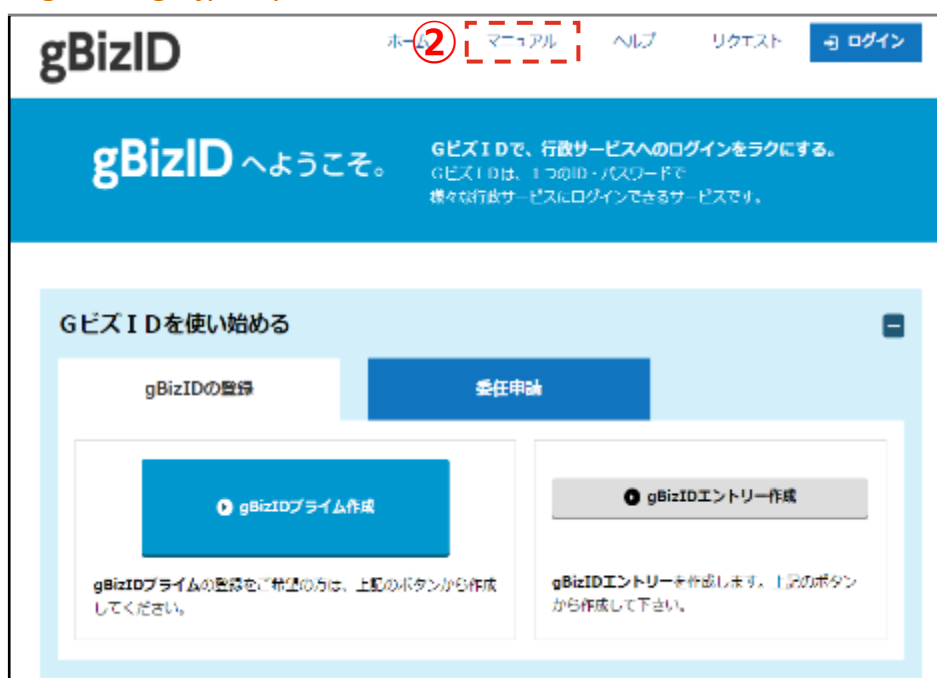 gBizID
ホーム ② マニュアル ヘルプ リクエスト ログイン
gBizID へようこそ。
GビズIDで、行政サービスへのログインをラクにする。
GビズIDは、1つのID・パスワードで
様々な行政サービスにログインできるサービスです。
GビズIDを使い始める
gBizIDの登録 委任申請
gBizIDプライム作成
gBizIDプライムの登録をご希望の方は、上記のボタンから作成
してください。
gBizIDエントリー作成
gBizIDエントリーを作成します。上記のボタン
から作成して下さい。